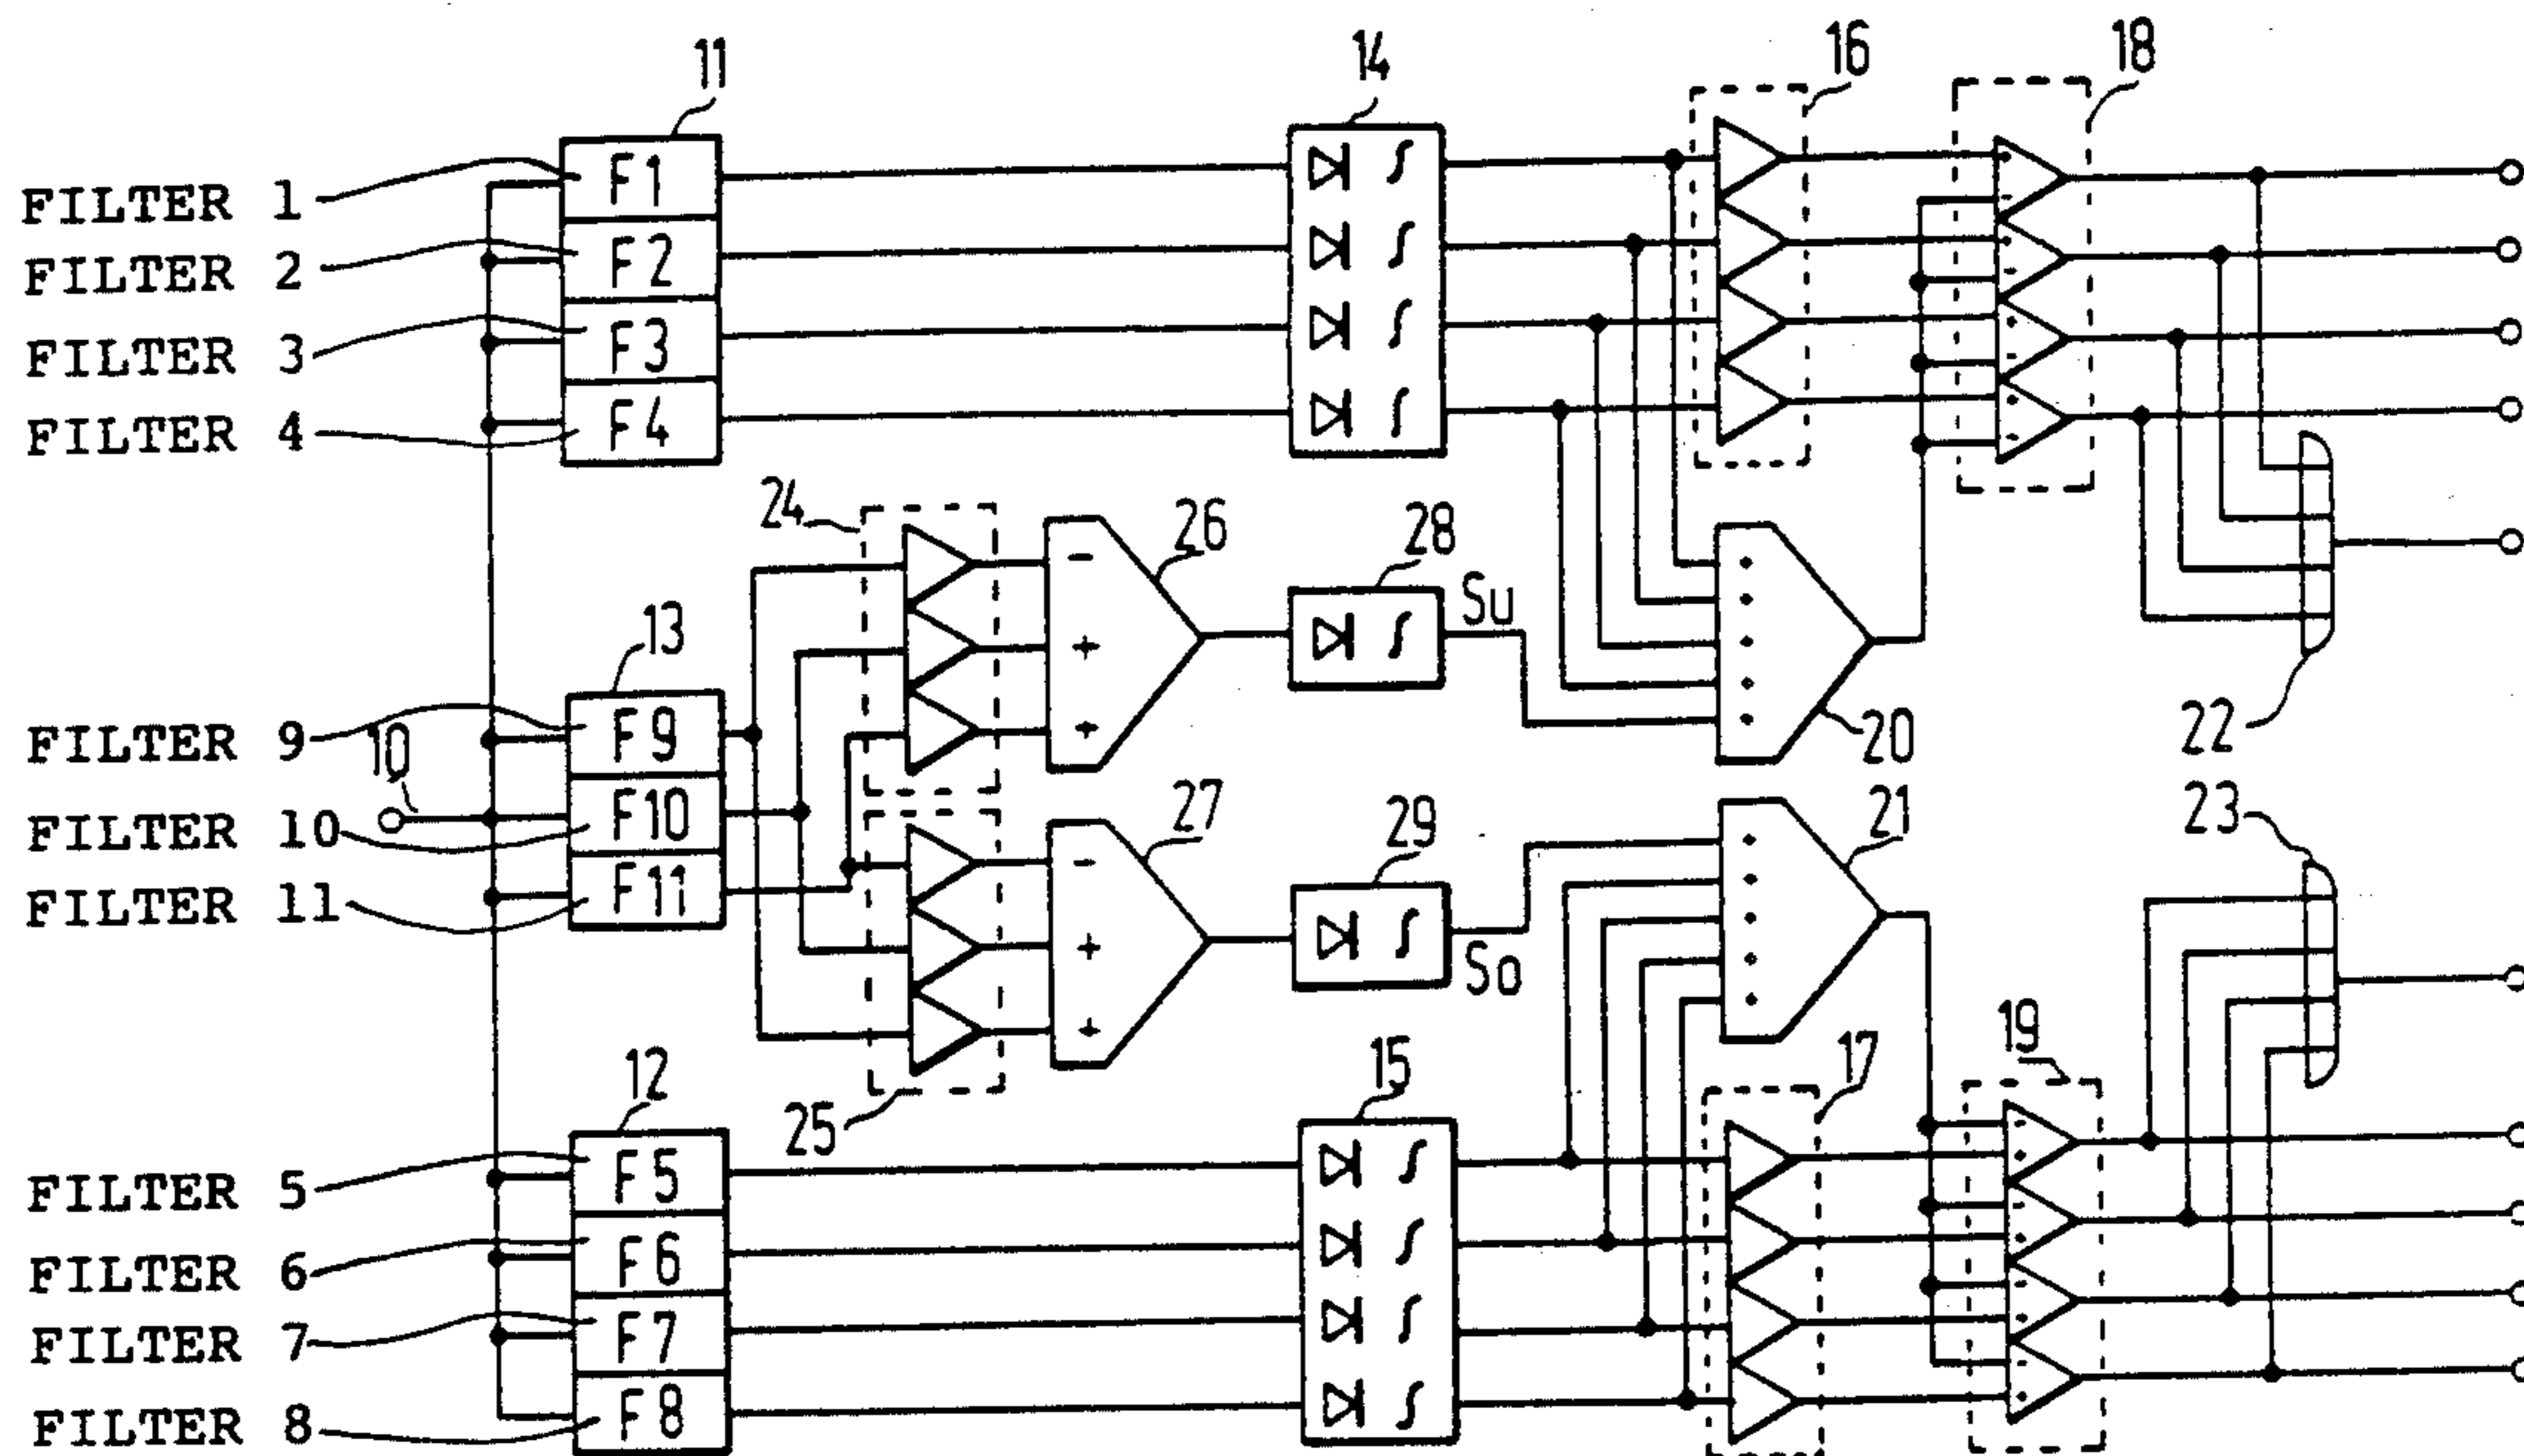 11
14
16
18
FILTER 1
F1
FILTER 2
F2
FILTER 3
F3
FILTER 4
F4
24
26
28
Su
20
22
13
FILTER 9
F9
10
FILTER 10
F10
FILTER 11
F11
27
29
So
21
23
25
12
15
17
19
FILTER 5
F5
FILTER 6
F6
FILTER 7
F7
FILTER 8
F8
- + +
- + +